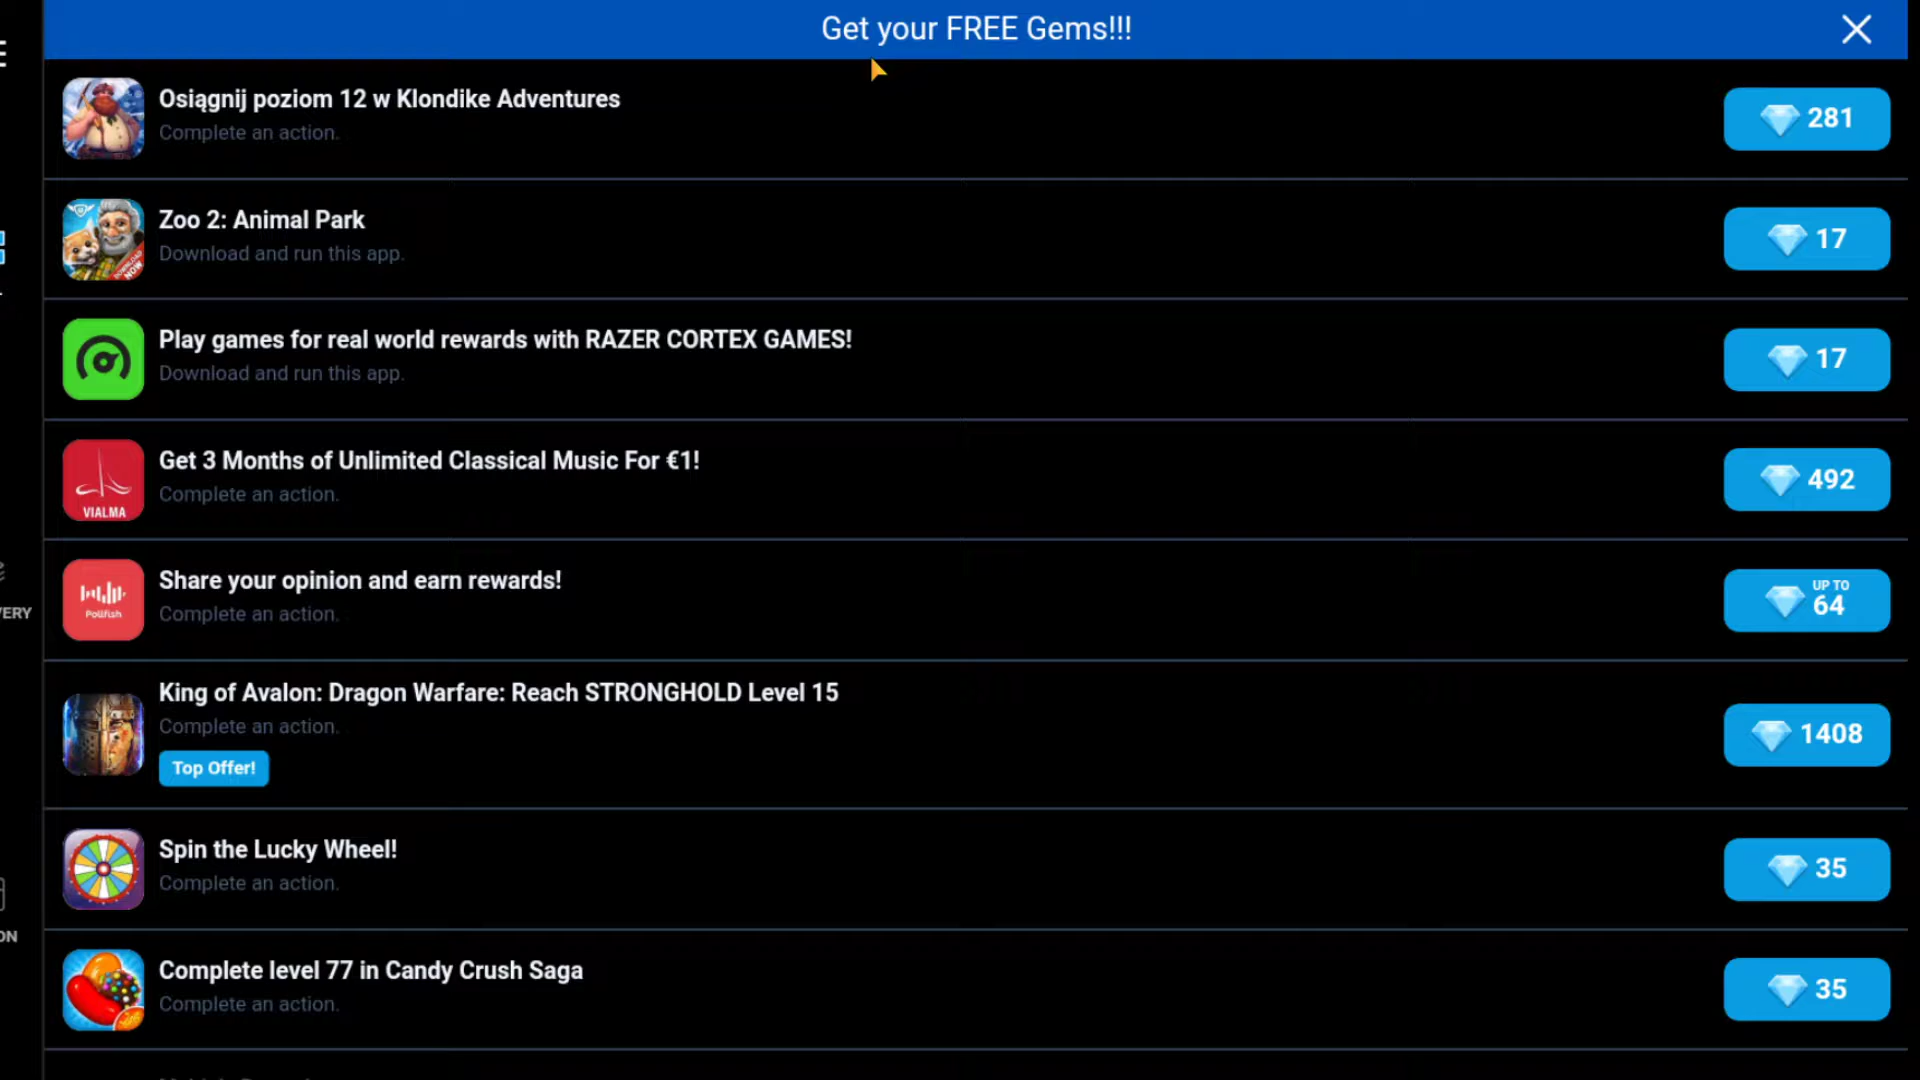 Get your FREE Gems!!!
Osiągnij poziom 12 w Klondike Adventures
Complete an action.
281
Zoo 2: Animal Park
Download and run this app.
DOWNLOAD NOW
17
Play games for real world rewards with RAZER CORTEX GAMES!
Download and run this app.
17
Get 3 Months of Unlimited Classical Music For €1!
Complete an action.
VIALMA
492
Share your opinion and earn rewards!
Complete an action.
Pollfish
UP TO
64
VERY
King of Avalon: Dragon Warfare: Reach STRONGHOLD Level 15
Complete an action.
Top Offer!
1408
Spin the Lucky Wheel!
Complete an action.
35
ON
Complete level 77 in Candy Crush Saga
Complete an action.
35